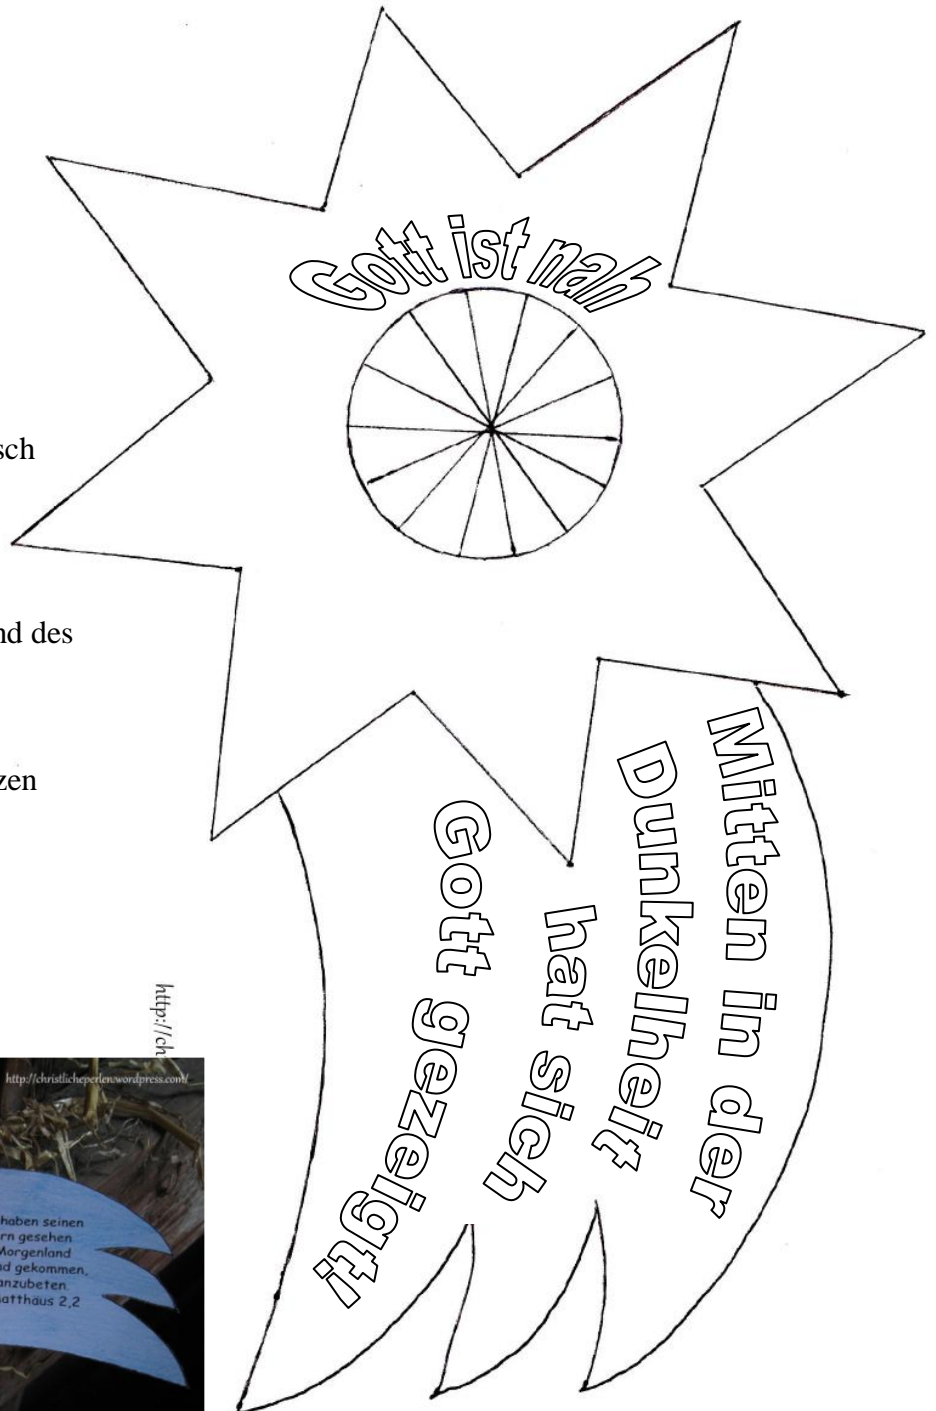 Gott ist nah
sch
nd des
zen
Mitten in der
Dunkelheit
hat sich
Gott gezeigt!
http://ch
http://christlicheperlen.wordpress.com/
haben seinen
rn gesehen
Morgenland
d gekommen,
anzubeten.
atthäus 2,2